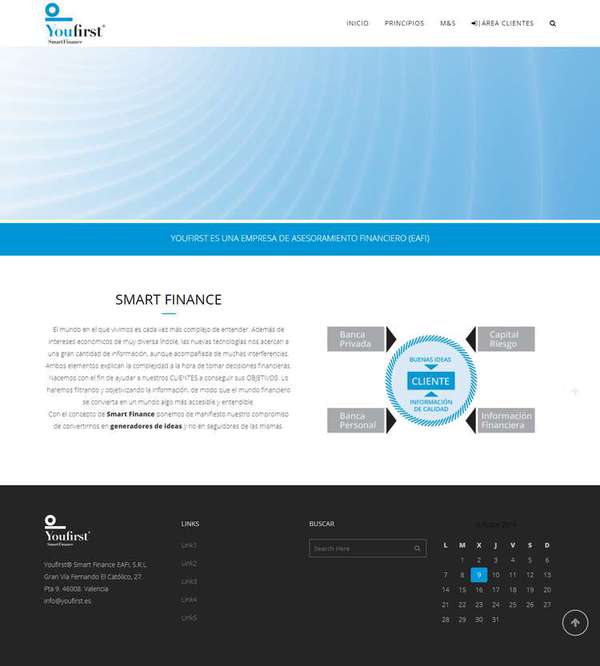 Youfirst®
SmartFinance
INICIO
PRINCIPIOS
M&S
| ÁREA CLIENTES
YOUFIRST ES UNA EMPRESA DE ASESORAMIENTO FINANCIERO (EAFI)
SMART FINANCE
El mundo en el que vivimos es cada vez más complejo de entender. Además de
intereses económicos de muy diversa índole, las nuevas tecnologías nos acercan a
una gran cantidad de información, aunque acompañada de muchas interferencias.
Ambos elementos explican la complejidad a la hora de tomar decisiones financieras.
Nacemos con el fin de ayudar a nuestros CLIENTES a conseguir sus OBJETIVOS. Lo
haremos filtrando y objetivizando la información, de modo que el mundo financiero
se convierta en un mundo algo más accesible y entendible.
Con el concepto de Smart Finance ponemos de manifiesto nuestro compromiso
de convertirnos en generadores de ideas y no en seguidores de las mismas.
Banca
Privada
Capital
Riesgo
BUENAS IDEAS
CLIENTE
INFORMACIÓN
DE CALIDAD
Banca
Personal
Información
Financiera
Youfirst®
SmartFinance
Youfirst® Smart Finance EAFI, S.R.L.
Gran Vía Fernando El Católico, 27.
Pta 9. 46008. Valencia
info@youfirst.es
LINKS
Link1
Link2
Link3
Link4
Link5
BUSCAR
Search Here
L M X J V S D
1 2 3 4 5 6
7 8 9 10 11 12 13
14 15 16 17 18 19 20
21 22 23 24 25 26 27
28 29 30 31